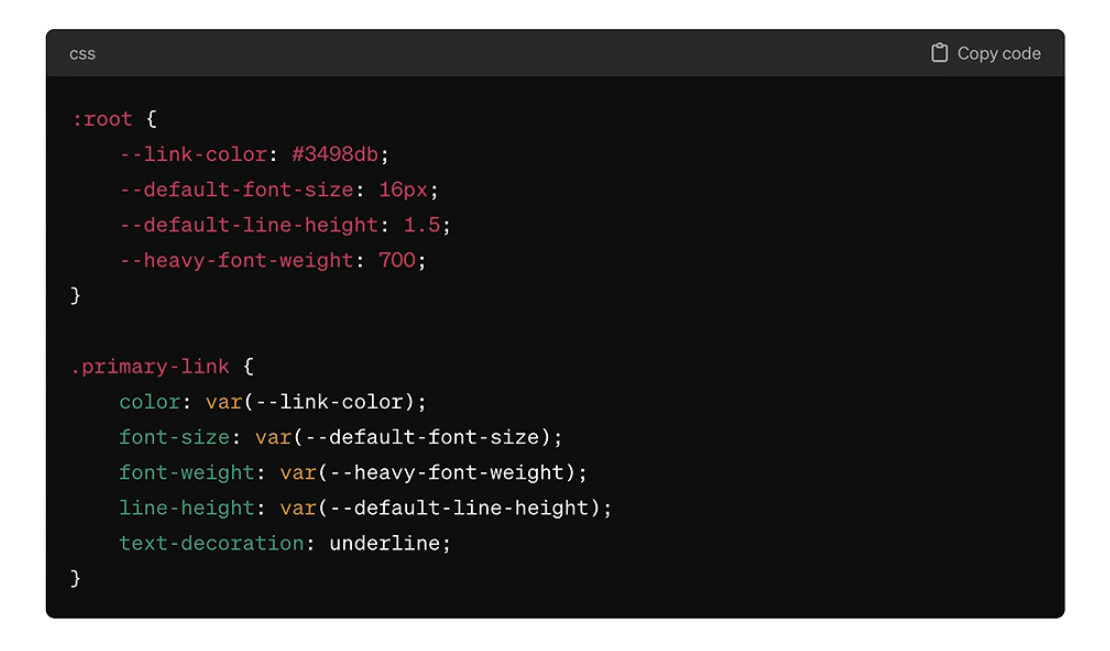 css
Copy code
:root {
    --link-color: #3498db;
    --default-font-size: 16px;
    --default-line-height: 1.5;
    --heavy-font-weight: 700;
}
.primary-link {
    color: var(--link-color);
    font-size: var(--default-font-size);
    font-weight: var(--heavy-font-weight);
    line-height: var(--default-line-height);
    text-decoration: underline;
}